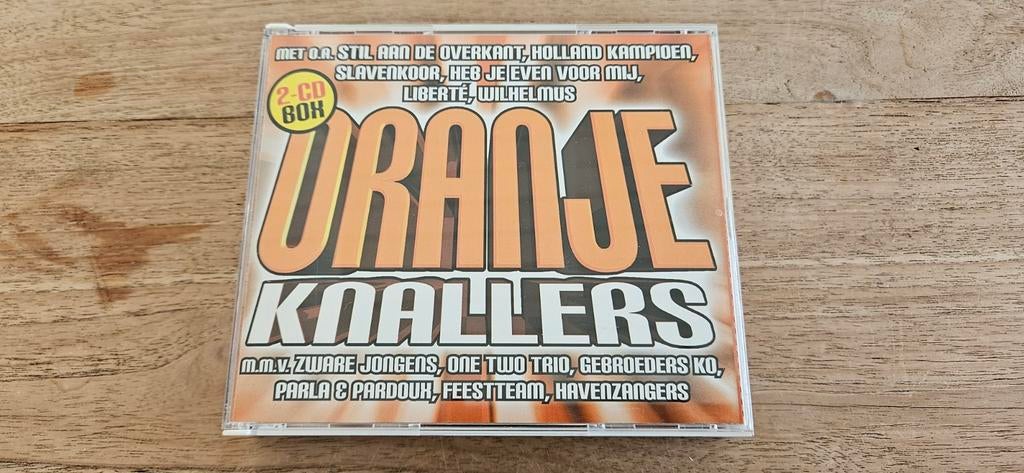 MET O.A. STIL AAN DE OVERKANT, HOLLAND KAMPIOEN,
SLAVENKOOR, HEB JE EVEN VOOR MIJ,
LIBERTÉ, WILHELMUS
2-CD
BOX
ORANJE
KNALLERS
m.m.v. ZWARE JONGENS, ONE TWO TRIO, GEBROEDERS KO,
PARLA & PARDOUX, FEESTTEAM, HAVENZANGERS